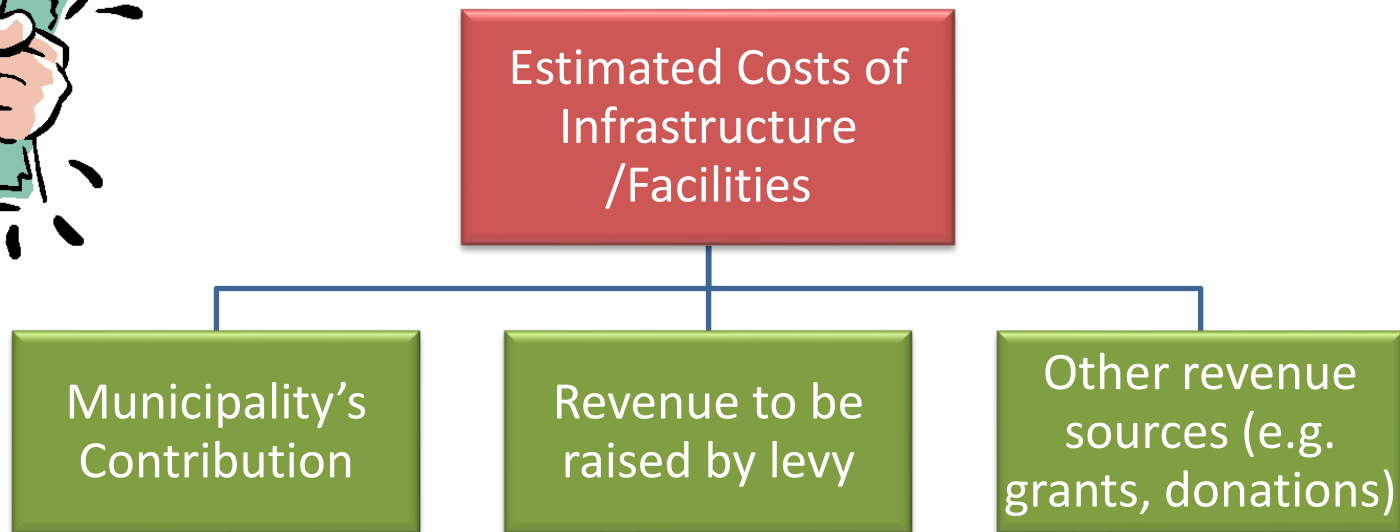 Estimated Costs of
Infrastructure
/Facilities
Municipality’s
Contribution
Revenue to be
raised by levy
Other revenue
sources (e.g.
grants, donations)